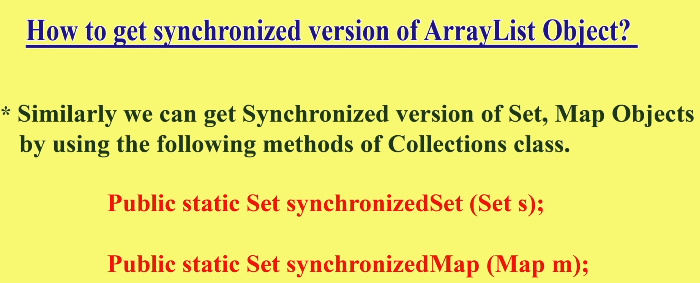 How to get synchronized version of ArrayList Object?
* Similarly we can get Synchronized version of Set, Map Objects
by using the following methods of Collections class.
Public static Set synchronizedSet (Set s);
Public static Set synchronizedMap (Map m);